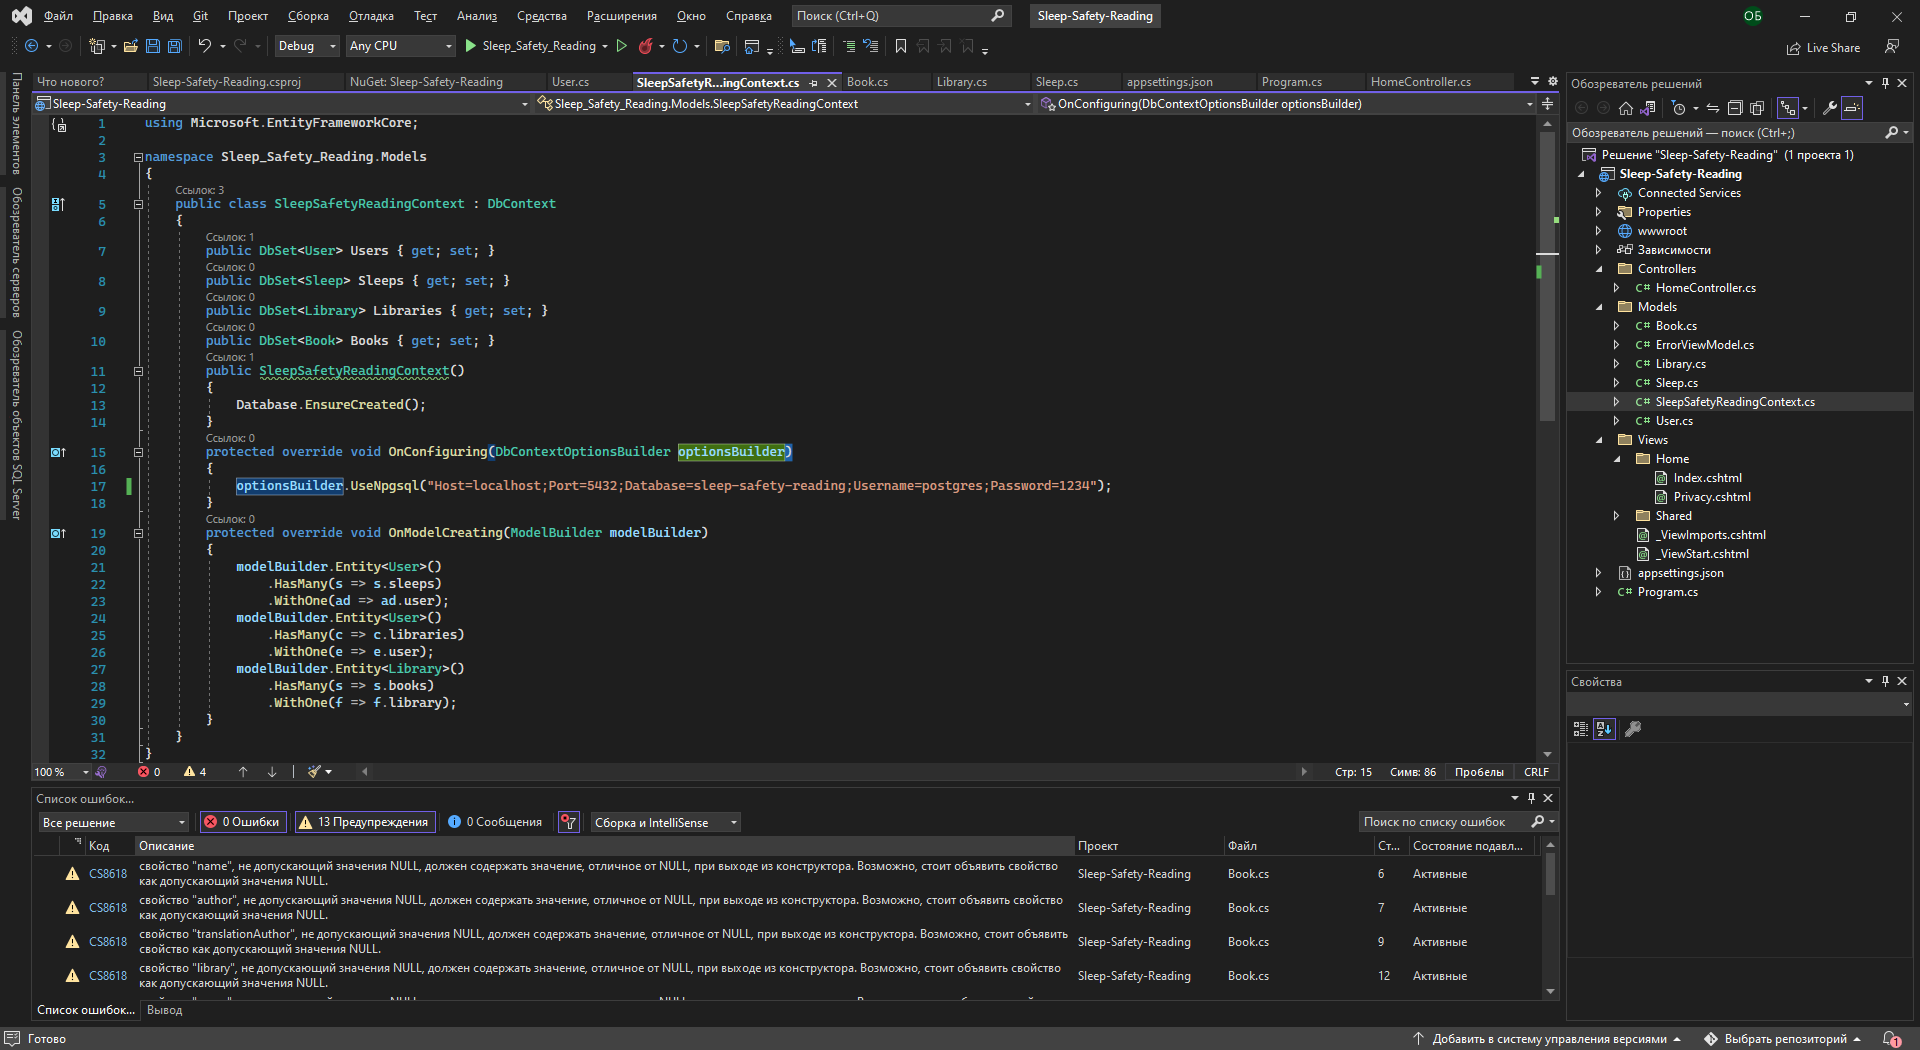 Файл Правка Вид Git Проект Сборка Отладка Тест Анализ Средства Расширения Окно Справка Поиск (Ctrl+Q) Sleep-Safety-Reading ОБ
Debug Any CPU Sleep_Safety_Reading Live Share
Что нового? Sleep-Safety-Reading.csproj NuGet: Sleep-Safety-Reading User.cs SleepSafetyR...ingContext.cs Book.cs Library.cs Sleep.cs appsettings.json Program.cs HomeController.cs
Sleep-Safety-Reading Sleep_Safety_Reading.Models.SleepSafetyReadingContext OnConfiguring(DbContextOptionsBuilder optionsBuilder)
Панель элементов
Обозреватель серверов
Обозреватель объектов SQL Server
1 using Microsoft.EntityFrameworkCore;
2
3 namespace Sleep_Safety_Reading.Models
4 {
Ссылок: 3
5 public class SleepSafetyReadingContext : DbContext
6 {
Ссылок: 1
7 public DbSet<User> Users { get; set; }
Ссылок: 0
8 public DbSet<Sleep> Sleeps { get; set; }
Ссылок: 0
9 public DbSet<Library> Libraries { get; set; }
Ссылок: 0
10 public DbSet<Book> Books { get; set; }
Ссылок: 1
11 public SleepSafetyReadingContext()
12 {
13 Database.EnsureCreated();
14 }
Ссылок: 0
15 protected override void OnConfiguring(DbContextOptionsBuilder optionsBuilder)
16 {
17 optionsBuilder.UseNpgsql("Host=localhost;Port=5432;Database=sleep-safety-reading;Username=postgres;Password=1234");
18 }
Ссылок: 0
19 protected override void OnModelCreating(ModelBuilder modelBuilder)
20 {
21 modelBuilder.Entity<User>()
22 .HasMany(s => s.sleeps)
23 .WithOne(ad => ad.user);
24 modelBuilder.Entity<User>()
25 .HasMany(c => c.libraries)
26 .WithOne(e => e.user);
27 modelBuilder.Entity<Library>()
28 .HasMany(s => s.books)
29 .WithOne(f => f.library);
30 }
31 }
32 }
100 % 0 4 Стр: 15 Симв: 86 Пробелы CRLF
Список ошибок...
Все решение 0 Ошибки 13 Предупреждения 0 Сообщения Сборка и IntelliSense Поиск по списку ошибок
Код Описание Проект Файл Ст... Состояние подавл...
CS8618 свойство "name", не допускающий значения NULL, должен содержать значение, отличное от NULL, при выходе из конструктора. Возможно, стоит объявить свойство как допускающий значения NULL. Sleep-Safety-Reading Book.cs 6 Активные
CS8618 свойство "author", не допускающий значения NULL, должен содержать значение, отличное от NULL, при выходе из конструктора. Возможно, стоит объявить свойство как допускающий значения NULL. Sleep-Safety-Reading Book.cs 7 Активные
CS8618 свойство "translationAuthor", не допускающий значения NULL, должен содержать значение, отличное от NULL, при выходе из конструктора. Возможно, стоит объявить свойство как допускающий значения NULL. Sleep-Safety-Reading Book.cs 9 Активные
CS8618 свойство "library", не допускающий значения NULL, должен содержать значение, отличное от NULL, при выходе из конструктора. Возможно, стоит объявить свойство как допускающий значения NULL. Sleep-Safety-Reading Book.cs 12 Активные
Список ошибок... Вывод
Обозреватель решений
Обозреватель решений — поиск (Ctrl+;)
Решение "Sleep-Safety-Reading" (1 проекта 1)
Sleep-Safety-Reading
Connected Services
Properties
wwwroot
Зависимости
Controllers
C# HomeController.cs
Models
C# Book.cs
C# ErrorViewModel.cs
C# Library.cs
C# Sleep.cs
C# SleepSafetyReadingContext.cs
C# User.cs
Views
Home
Index.cshtml
Privacy.cshtml
Shared
_ViewImports.cshtml
_ViewStart.cshtml
appsettings.json
C# Program.cs
Свойства
Готово Добавить в систему управления версиями Выбрать репозиторий 1